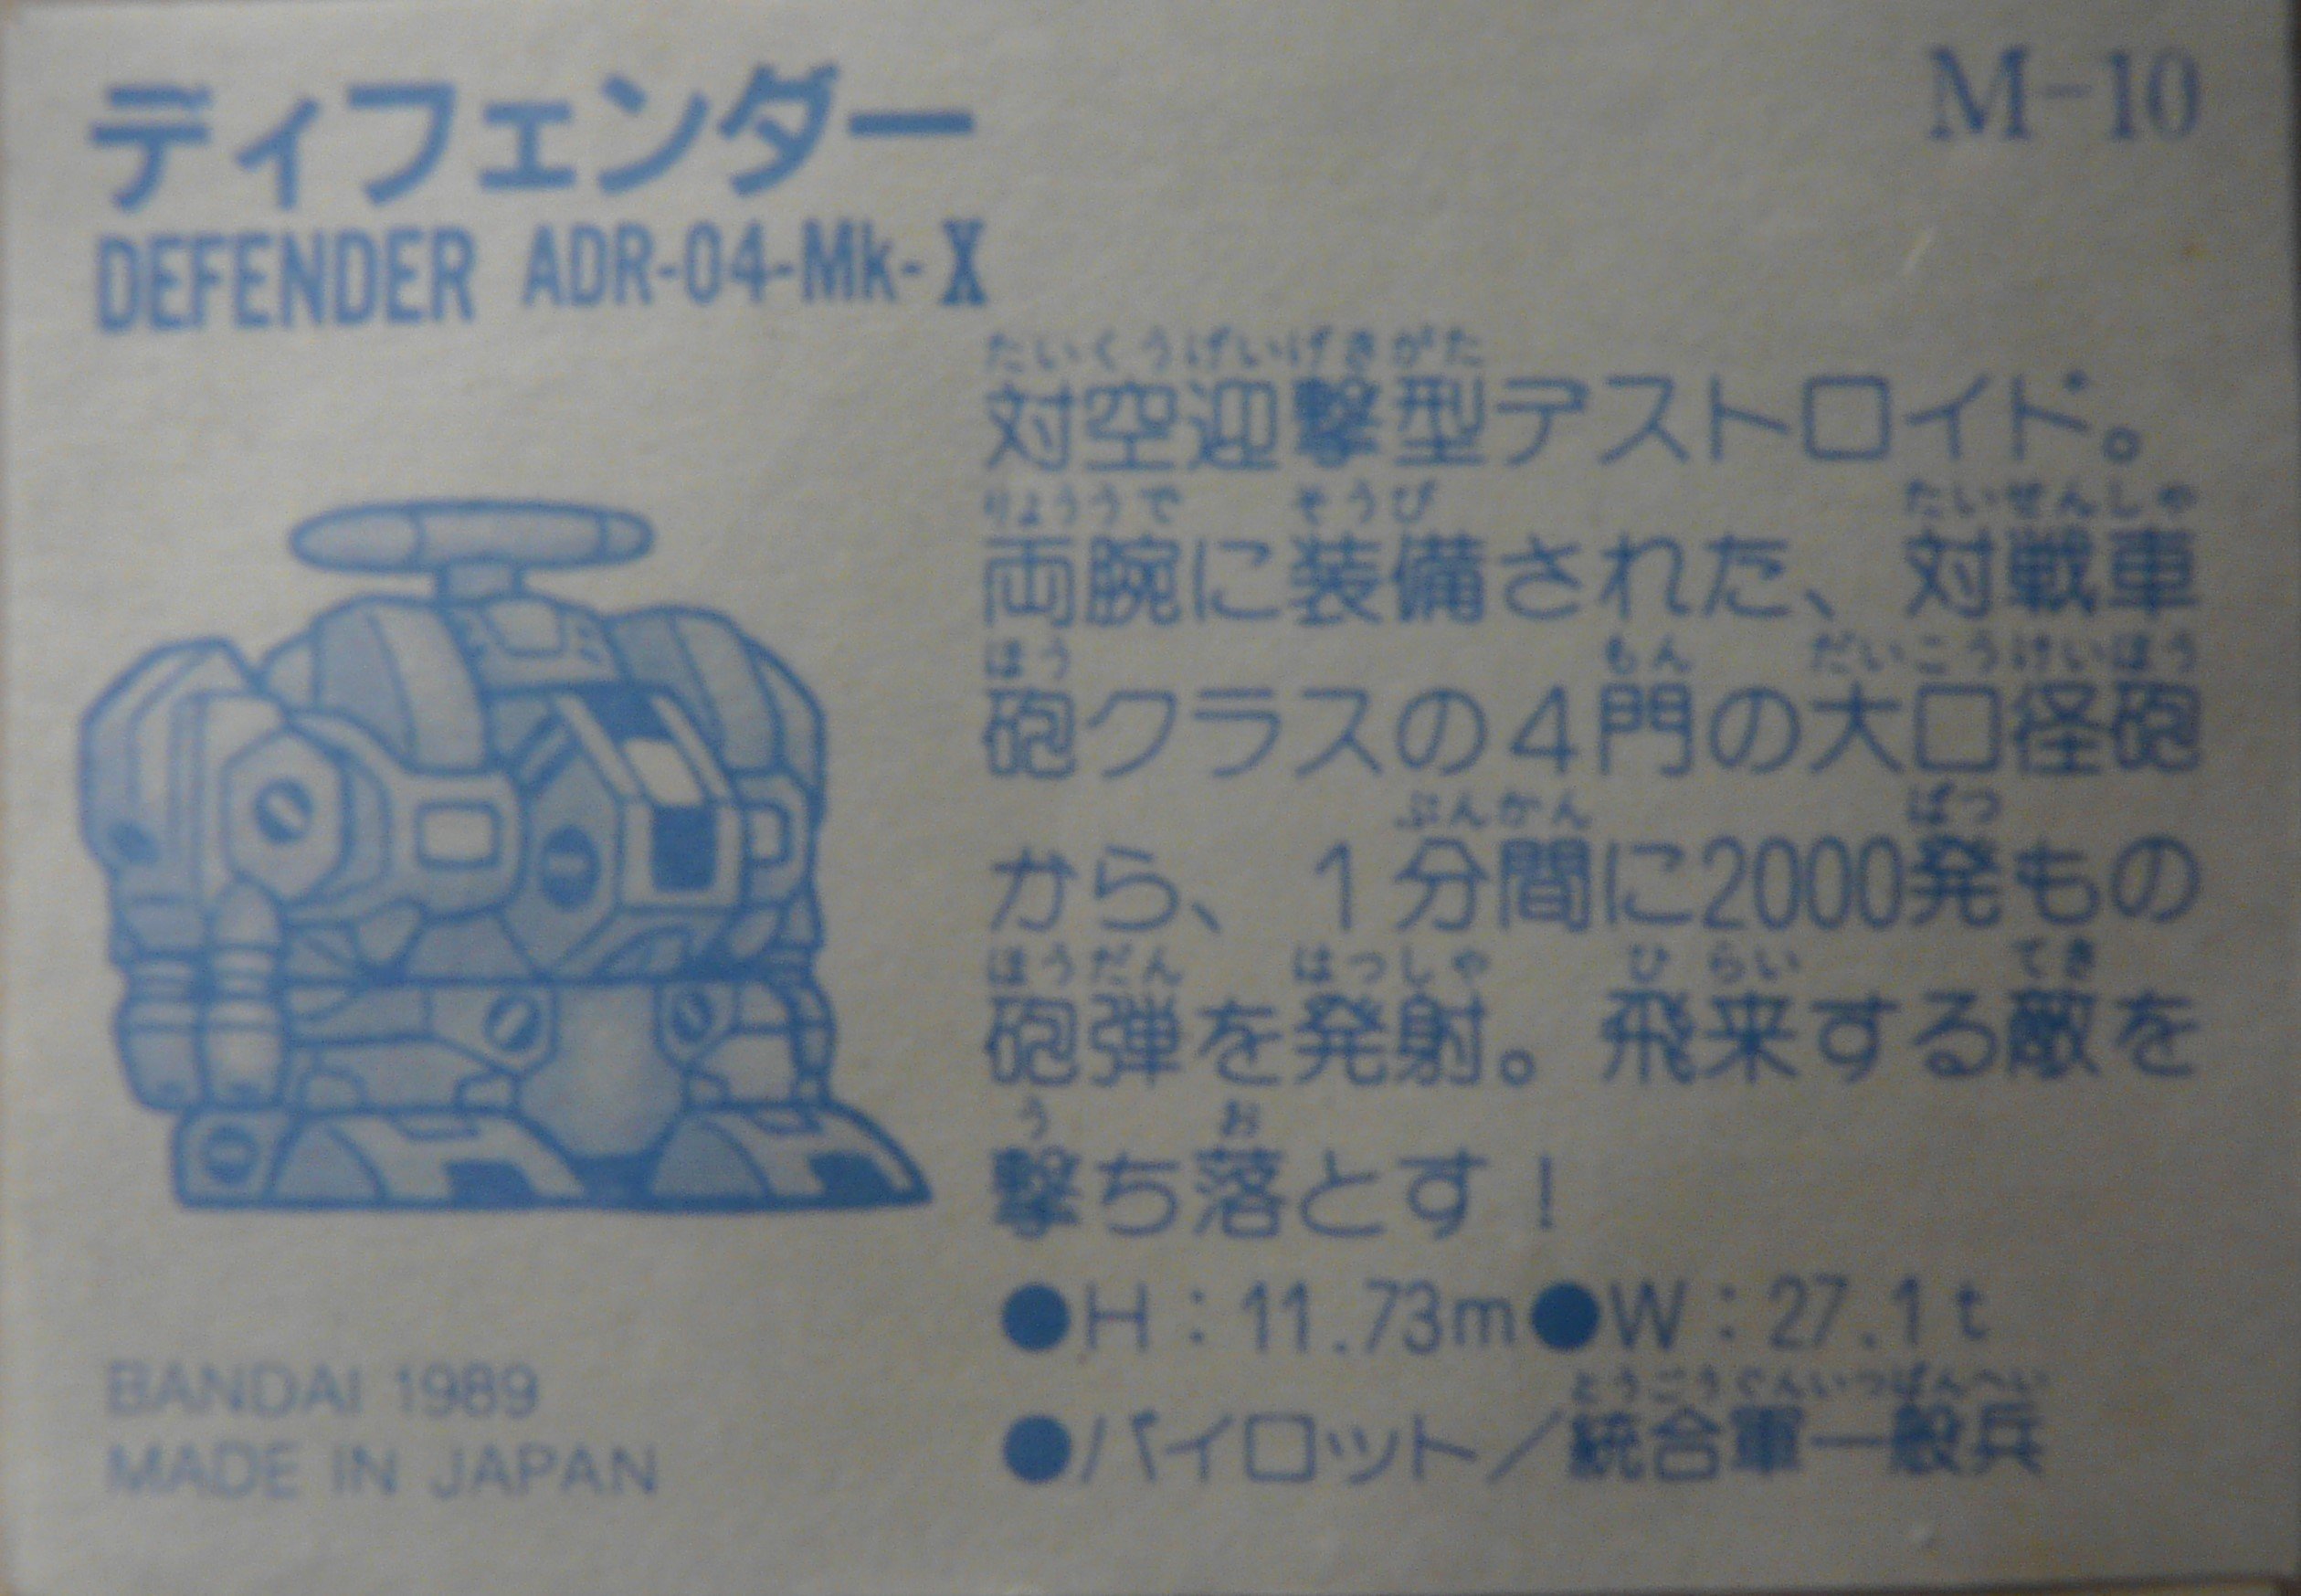 ディフェンダー
M-10
DEFENDER ADR-04-Mk-X
たいくうげいげきがた
対空迎撃型デストロイド。
りょううで そうび たいせんしゃ
両腕に装備された、対戦車
ほう もん だいこうけいほう
砲クラスの4門の大口径砲
ぷんかん ぱつ
から、1分間に2000発もの
ほうだん はっしゃ ひらい てき
砲弾を発射。飛来する敵を
う お
撃ち落とす!
●H:11.73m●W:27.1t
とうごうぐんいっぱんへい
●パイロット/統合軍一般兵
BANDAI 1989
MADE IN JAPAN